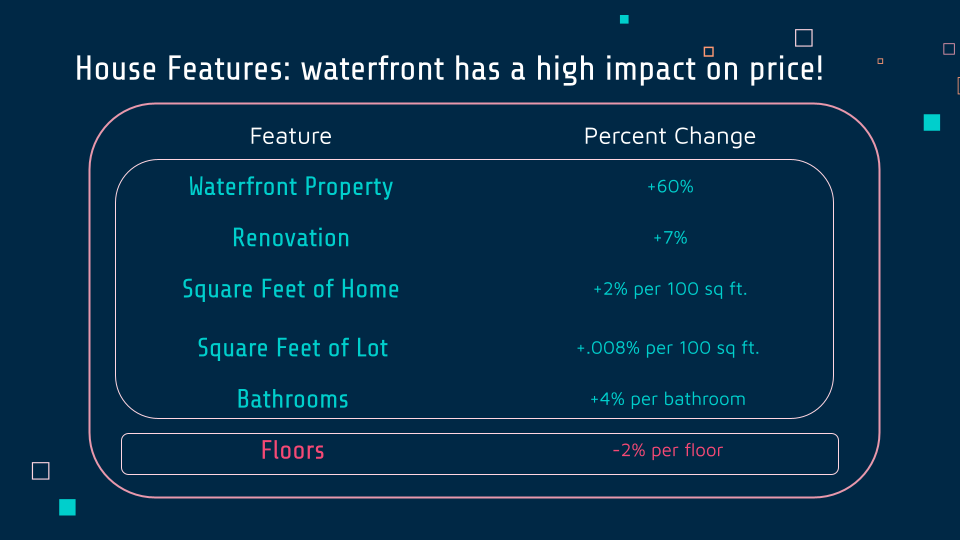 House Features: waterfront has a high impact on price!
Feature Percent Change
Waterfront Property +60%
Renovation +7%
Square Feet of Home +2% per 100 sq ft.
Square Feet of Lot +.008% per 100 sq ft.
Bathrooms +4% per bathroom
Floors -2% per floor